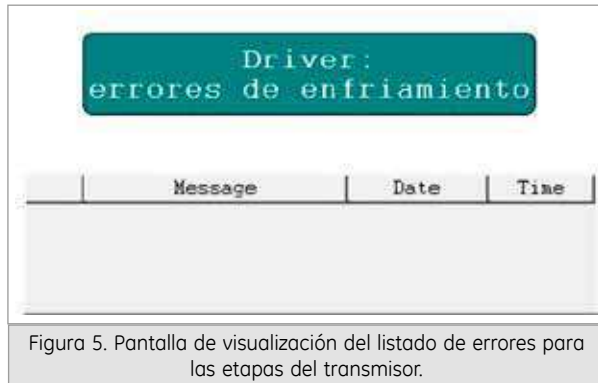 Driver:
errores de enfriamiento
Message Date Time
Figura 5. Pantalla de visualización del listado de errores para
las etapas del transmisor.